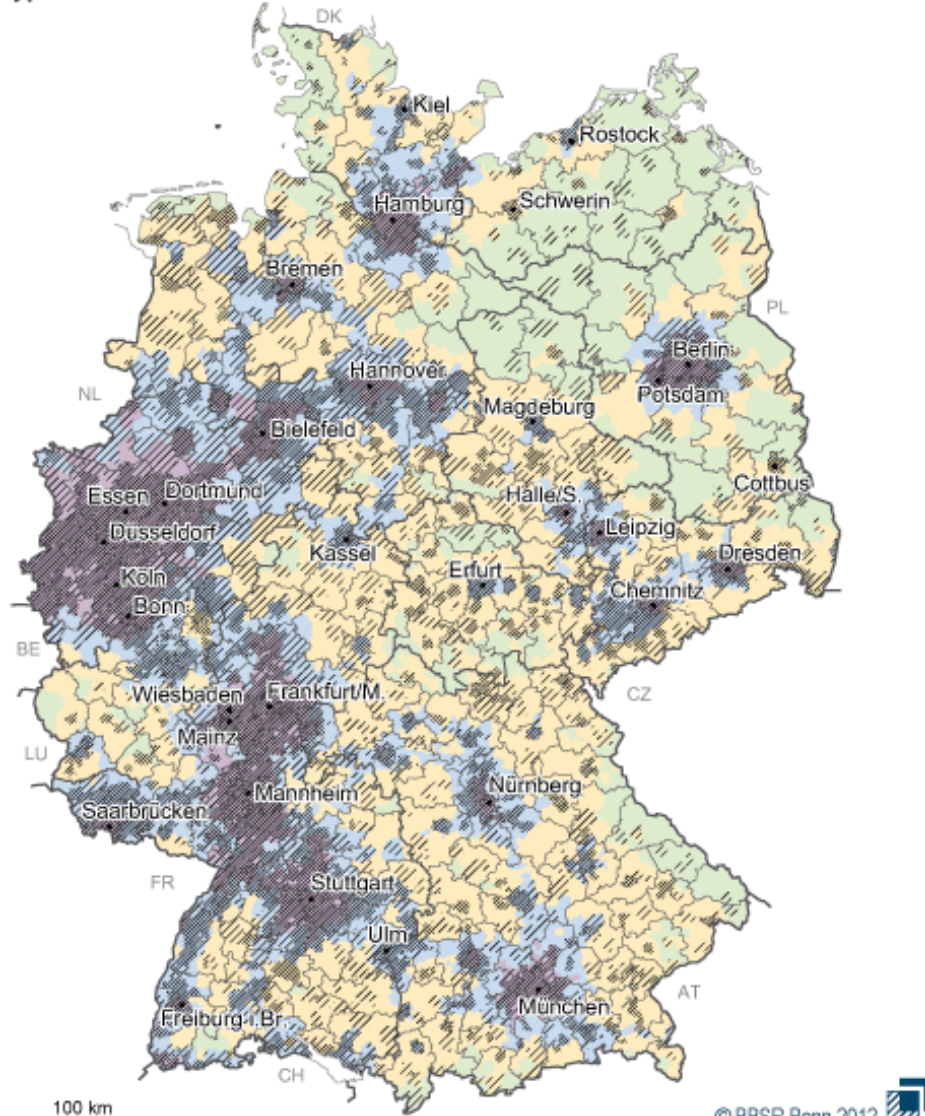 DK
Kiel
Rostock
Hamburg
Schwerin
Bremen
PL
Berlin
Hannover
Potsdam
NL
Magdeburg
Bielefeld
Cottbus
Essen
Dortmund
Halle/S.
Düsseldorf
Leipzig
Kassel
Dresden
Köln
Erfurt
Chemnitz
Bonn
BE
CZ
Wiesbaden
Frankfurt/M.
Mainz
LU
Nürnberg
Mannheim
Saarbrücken
FR
Stuttgart
Ulm
AT
München
Freiburg i.Br.
CH
100 km
© BBSR Bonn 2012